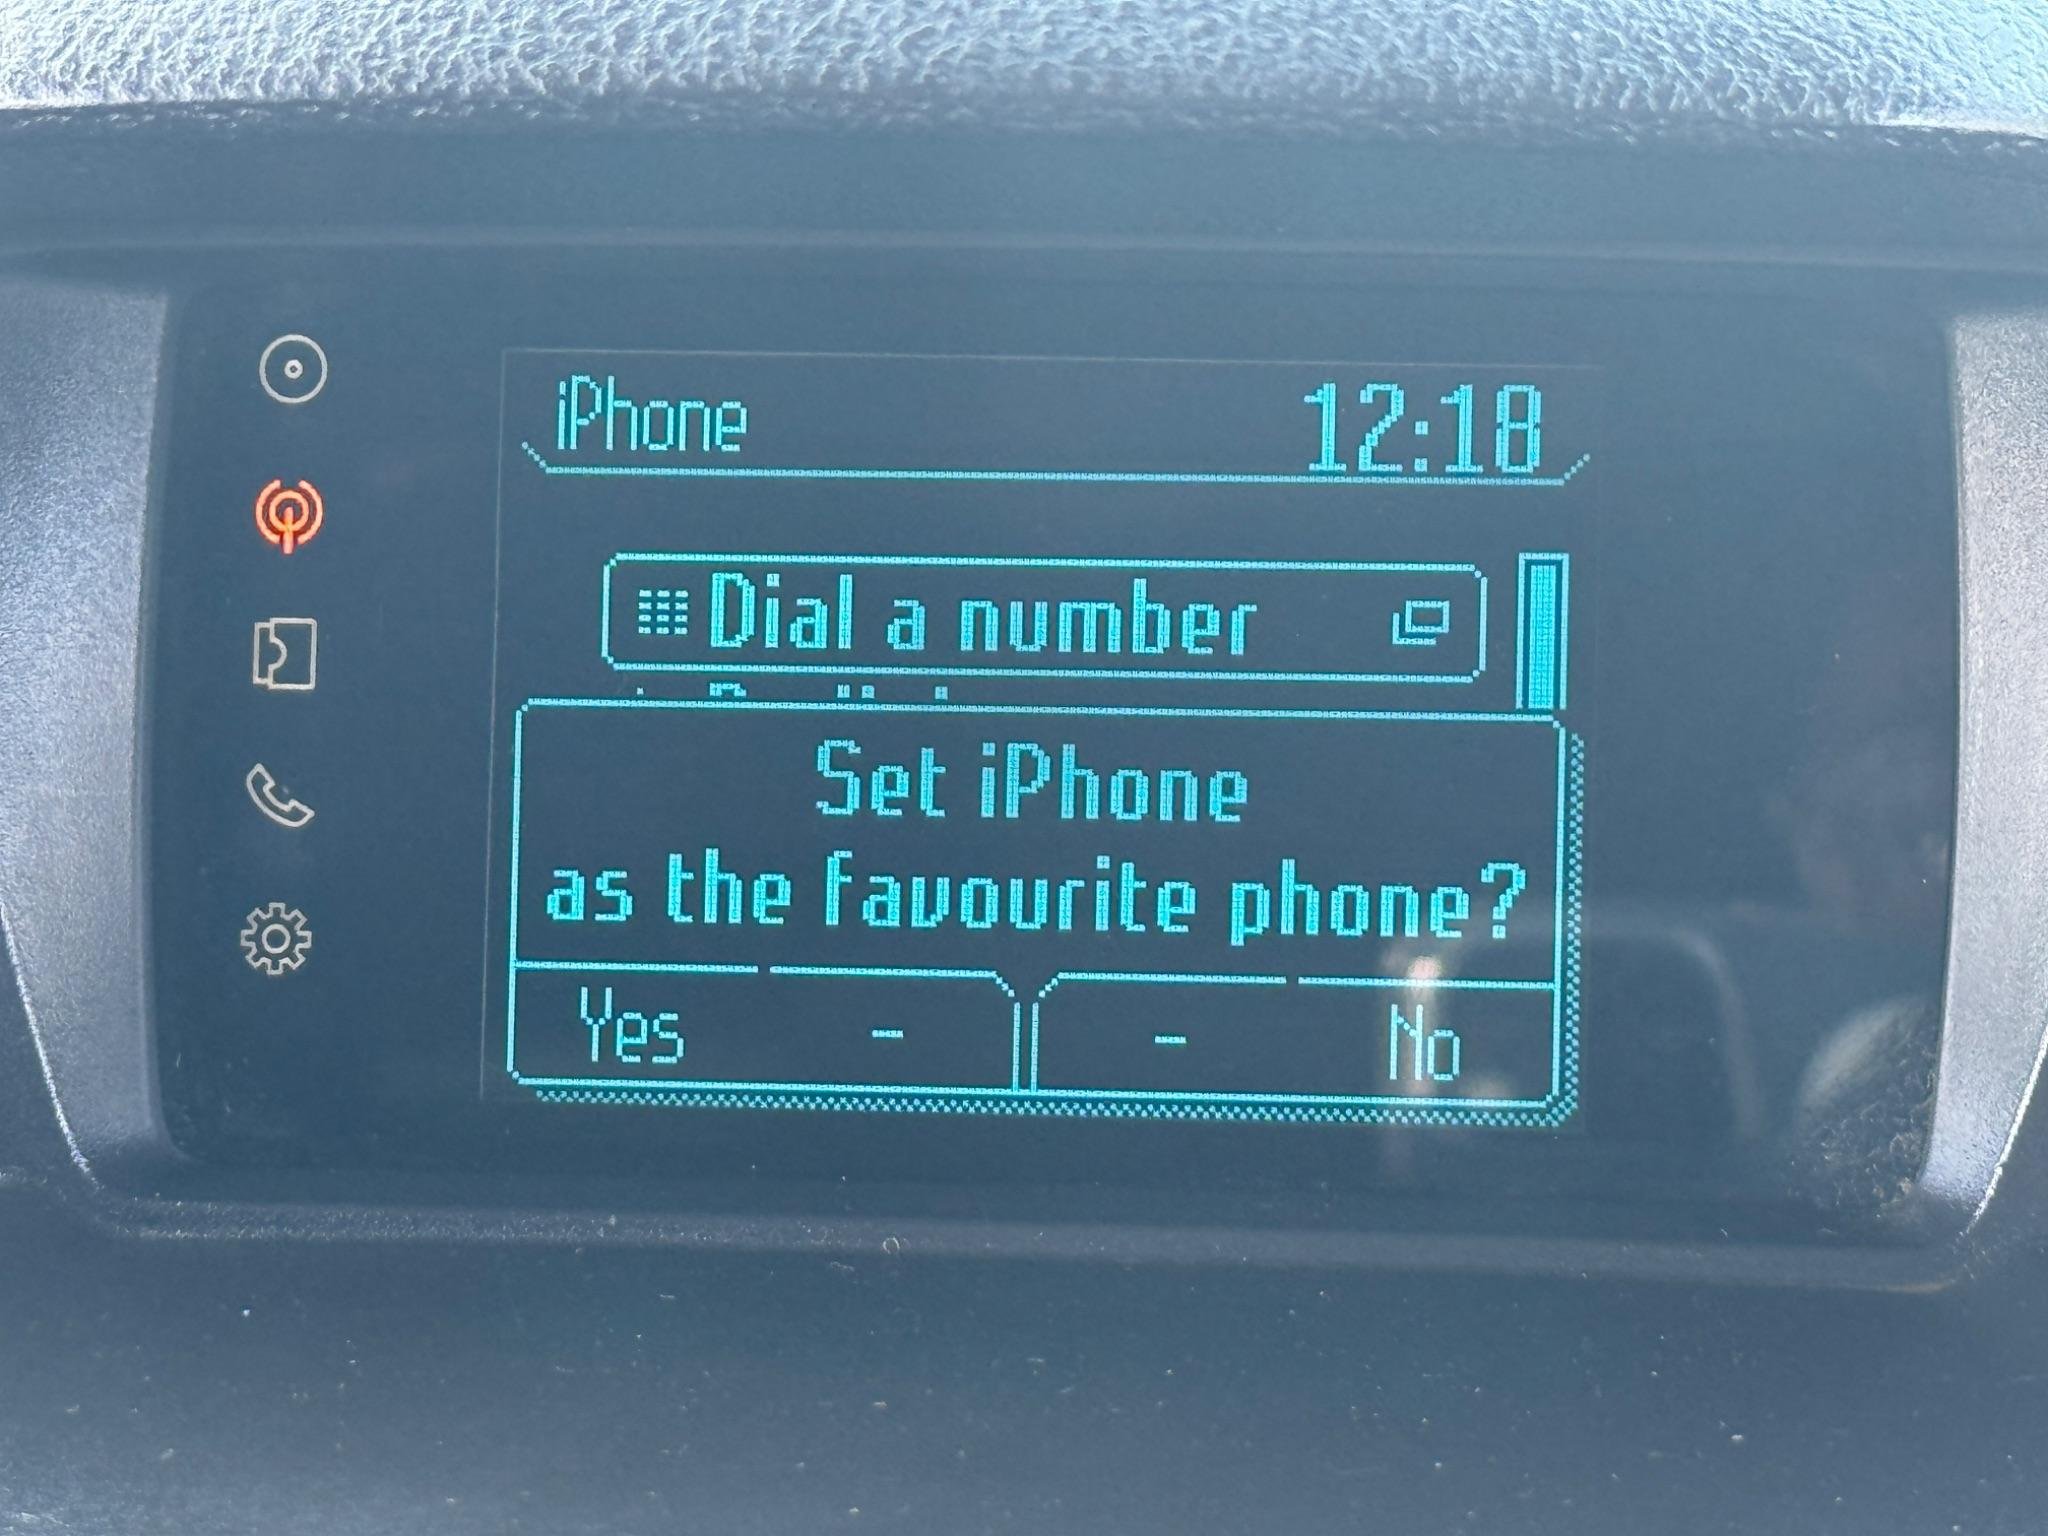 iPhone 12:18
Dial a number
Set iPhone
as the favourite phone?
Yes - - No